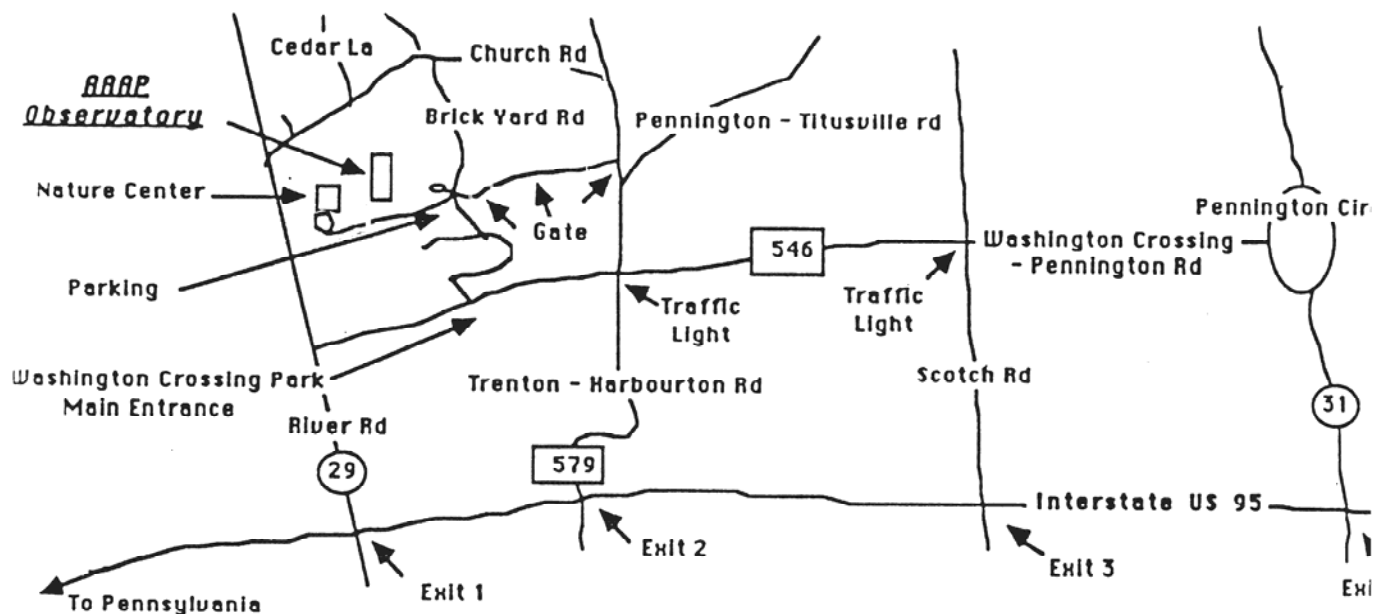 Cedar La
Church Rd
AAAP
Observatory
Brick Yard Rd
Pennington - Titusville rd
Nature Center
Gate
Pennington Cir
546
Washington Crossing
- Pennington Rd
Parking
Traffic
Light
Traffic
Light
Washington Crossing Park
Main Entrance
Trenton - Harbourton Rd
Scotch Rd
31
River Rd
29
579
Interstate US 95
Exit 2
Exit 3
Exit 1
Exi
To Pennsylvania